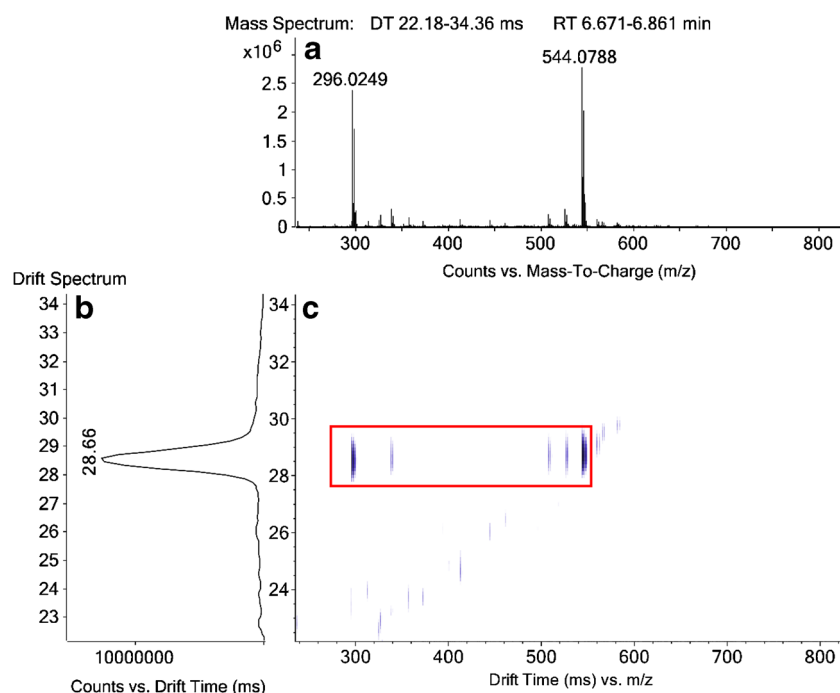 Mass Spectrum: DT 22.18-34.36 ms RT 6.671-6.861 min
x10⁶ a
296.0249 544.0788
2.5
2
1.5
1
0.5
0
300 400 500 600 700 800
Counts vs. Mass-To-Charge (m/z)
Drift Spectrum
b
34
33
32
31
30
29
28
27
26
25
24
23
28.66
10000000
Counts vs. Drift Time (ms)
c
34
32
30
28
26
24
300 400 500 600 700 800
Drift Time (ms) vs. m/z